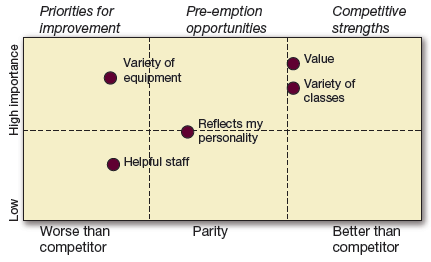 Priorities for
improvement
Pre-emption
opportunities
Competitive
strengths
High importance
Low
Variety of
equipment
Value
Variety of
classes
Reflects my
personality
Helpful staff
Worse than
competitor
Parity
Better than
competitor